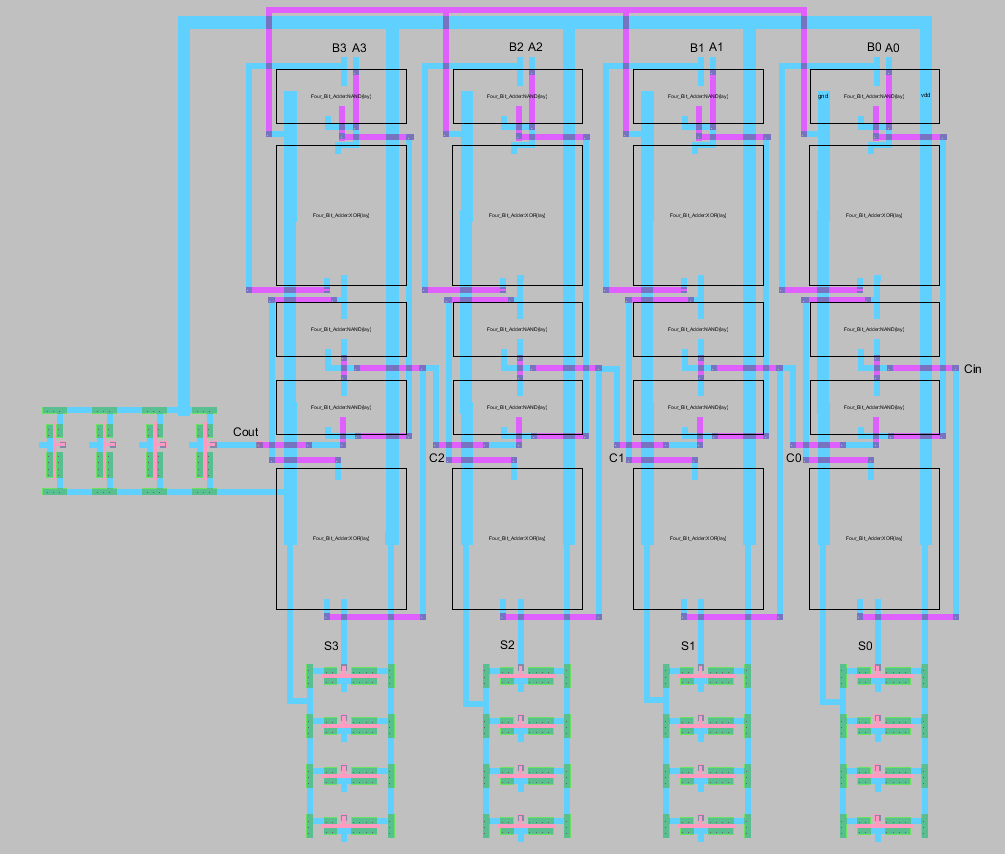 B3 A3 B2 A2 B1 A1 B0 A0
Four_Bit_Adder:NAND{lay} Four_Bit_Adder:NAND{lay} Four_Bit_Adder:NAND{lay} gnd Four_Bit_Adder:NAND{lay} vdd
Four_Bit_Adder:XOR{lay} Four_Bit_Adder:XOR{lay} Four_Bit_Adder:XOR{lay} Four_Bit_Adder:XOR{lay}
Four_Bit_Adder:NAND{lay} Four_Bit_Adder:NAND{lay} Four_Bit_Adder:NAND{lay} Four_Bit_Adder:NAND{lay}
Cin
Four_Bit_Adder:NAND{lay} Four_Bit_Adder:NAND{lay} Four_Bit_Adder:NAND{lay} Four_Bit_Adder:NAND{lay}
Cout
C2 C1 C0
Four_Bit_Adder:XOR{lay} Four_Bit_Adder:XOR{lay} Four_Bit_Adder:XOR{lay} Four_Bit_Adder:XOR{lay}
S3 S2 S1 S0